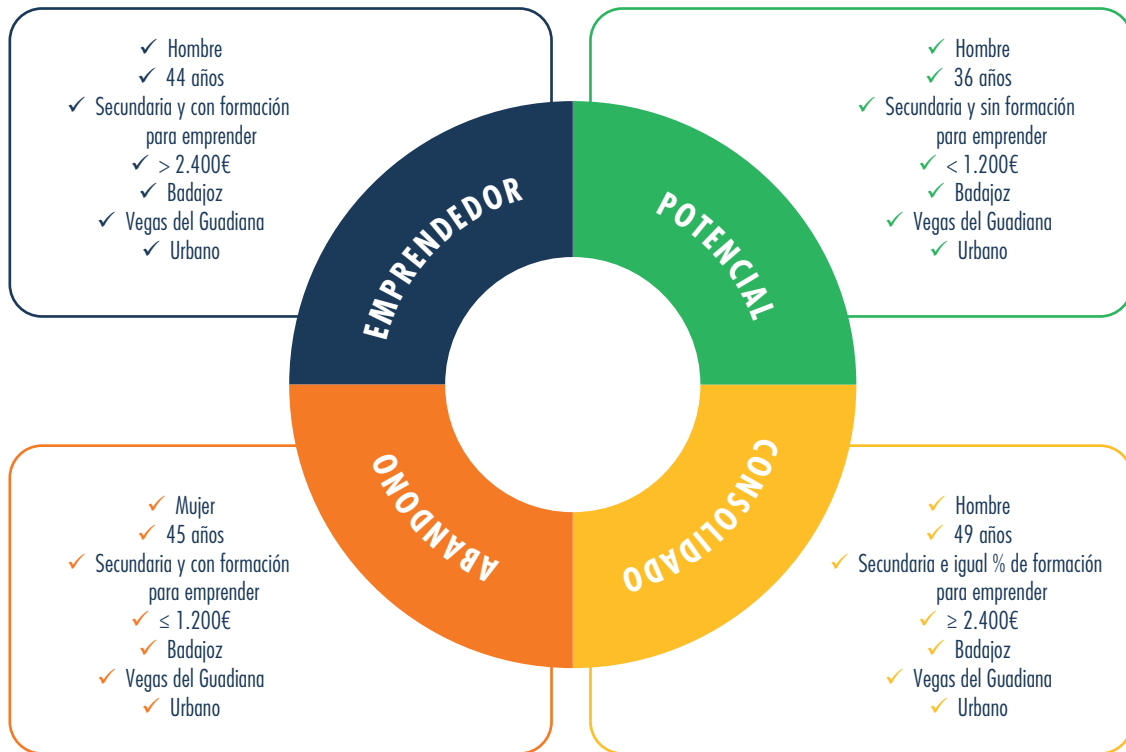 ✓ Hombre
✓ 44 años
✓ Secundaria y con formación
para emprender
✓ > 2.400€
✓ Badajoz
✓ Vegas del Guadiana
✓ Urbano
✓ Hombre
✓ 36 años
✓ Secundaria y sin formación
para emprender
✓ < 1.200€
✓ Badajoz
✓ Vegas del Guadiana
✓ Urbano
EMPRENDEDOR
POTENCIAL
ABANDONO
CONSOLIDADO
✓ Mujer
✓ 45 años
✓ Secundaria y con formación
para emprender
✓ ≤ 1.200€
✓ Badajoz
✓ Vegas del Guadiana
✓ Urbano
✓ Hombre
✓ 49 años
✓ Secundaria e igual % de formación
para emprender
✓ ≥ 2.400€
✓ Badajoz
✓ Vegas del Guadiana
✓ Urbano